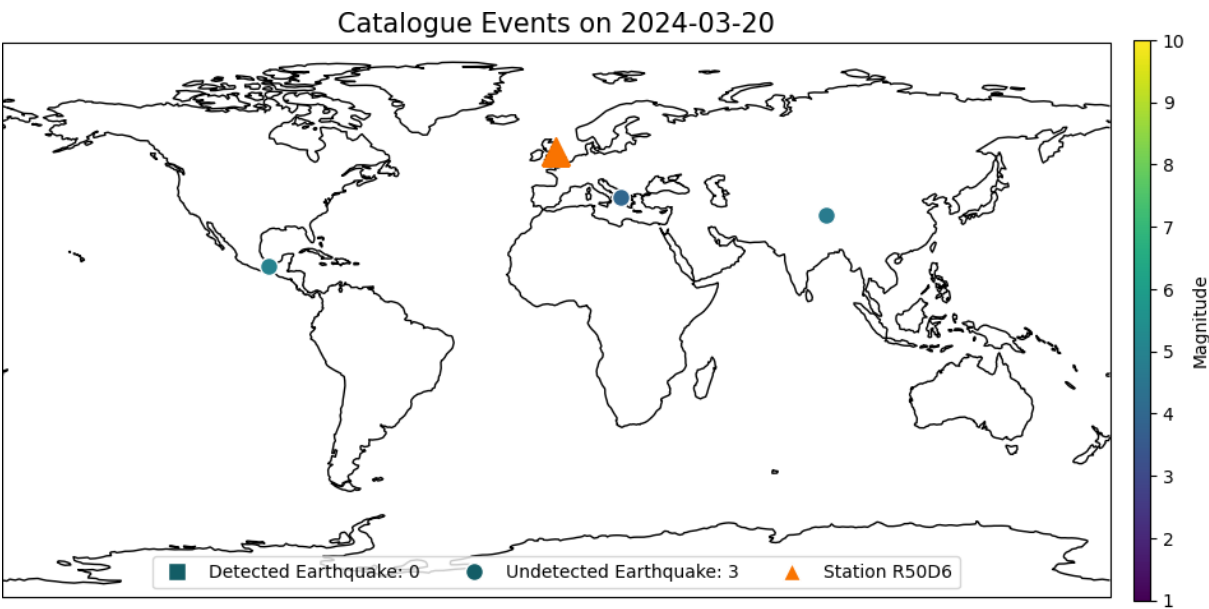 Catalogue Events on 2024-03-20
10
9
8
7
6
5
4
3
2
1
Magnitude
Detected Earthquake: 0
Undetected Earthquake: 3
Station R50D6